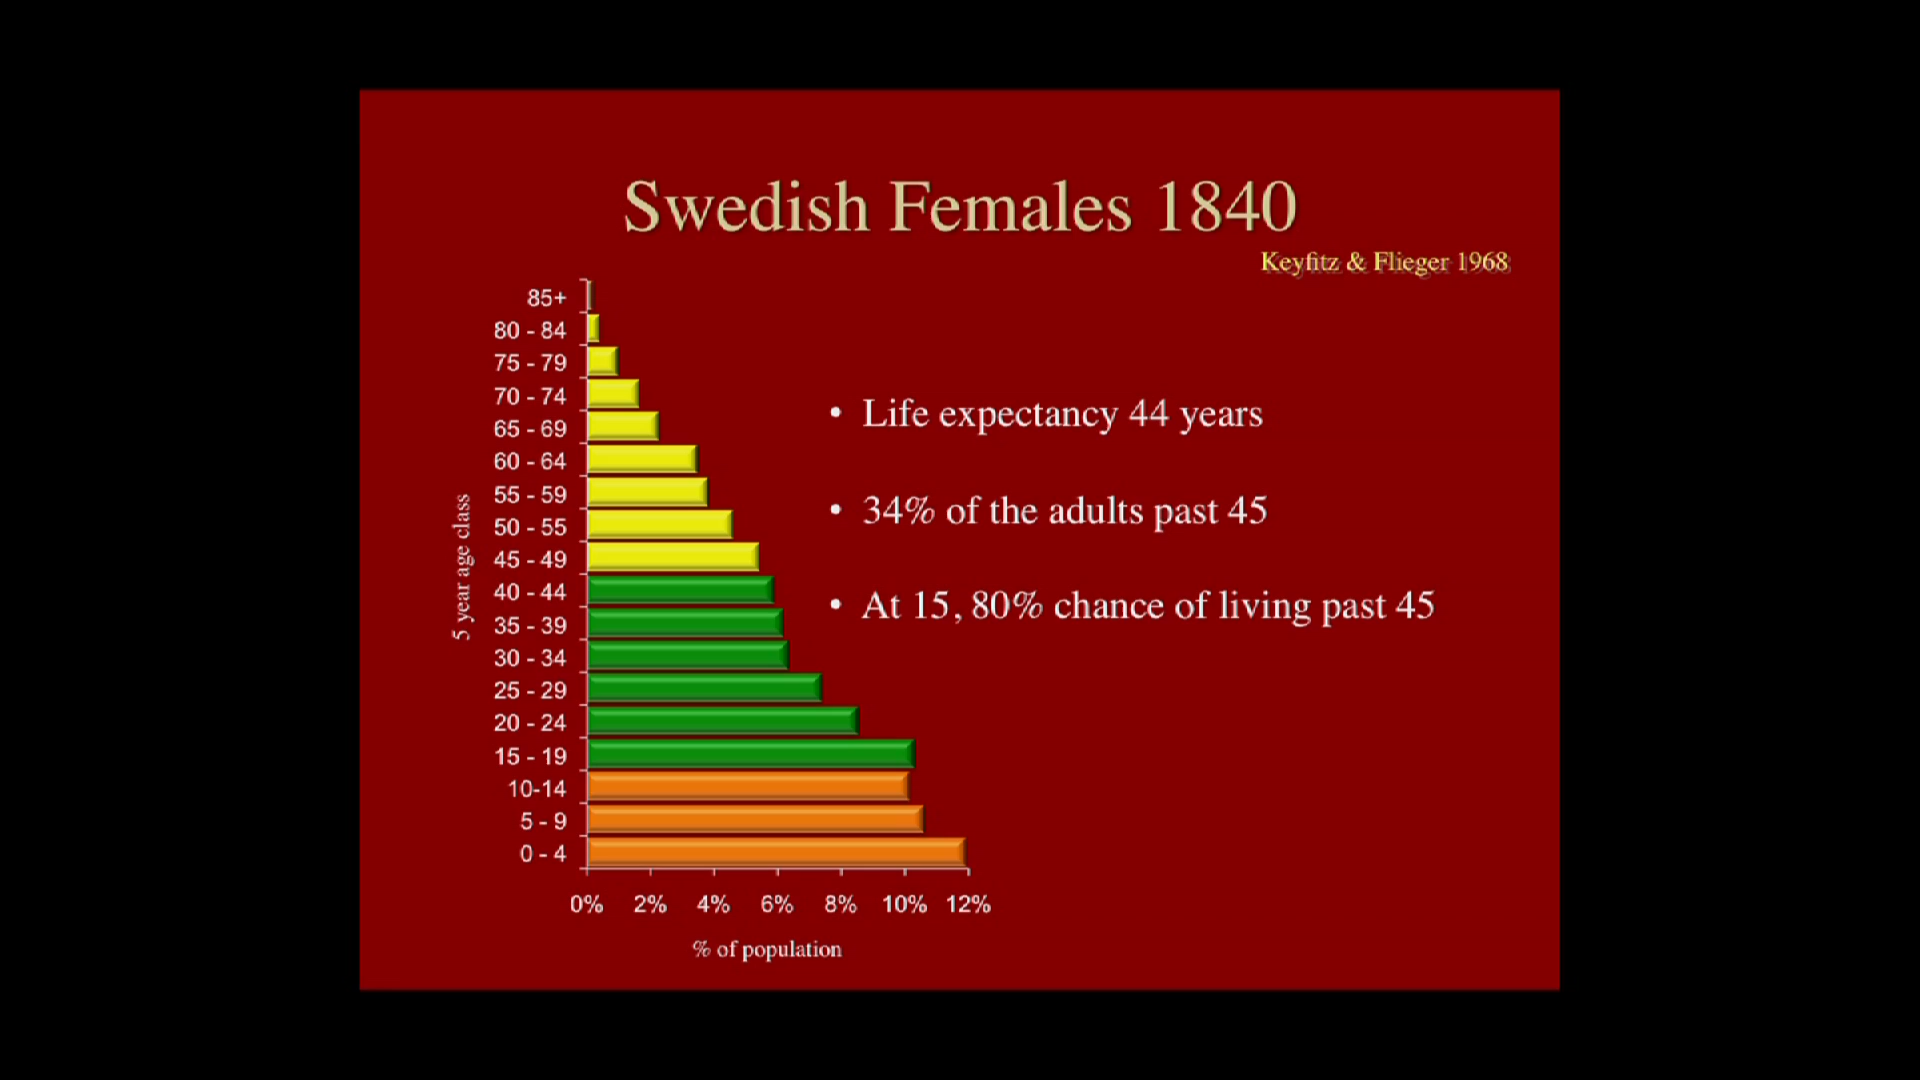 Swedish Females 1840
Keyfitz & Flieger 1968
85+
80 - 84
75 - 79
70 - 74
65 - 69
60 - 64
55 - 59
50 - 55
45 - 49
40 - 44
35 - 39
30 - 34
25 - 29
20 - 24
15 - 19
10-14
5 - 9
0 - 4
5 year age class
0% 2% 4% 6% 8% 10% 12%
% of population
• Life expectancy 44 years
• 34% of the adults past 45
• At 15, 80% chance of living past 45